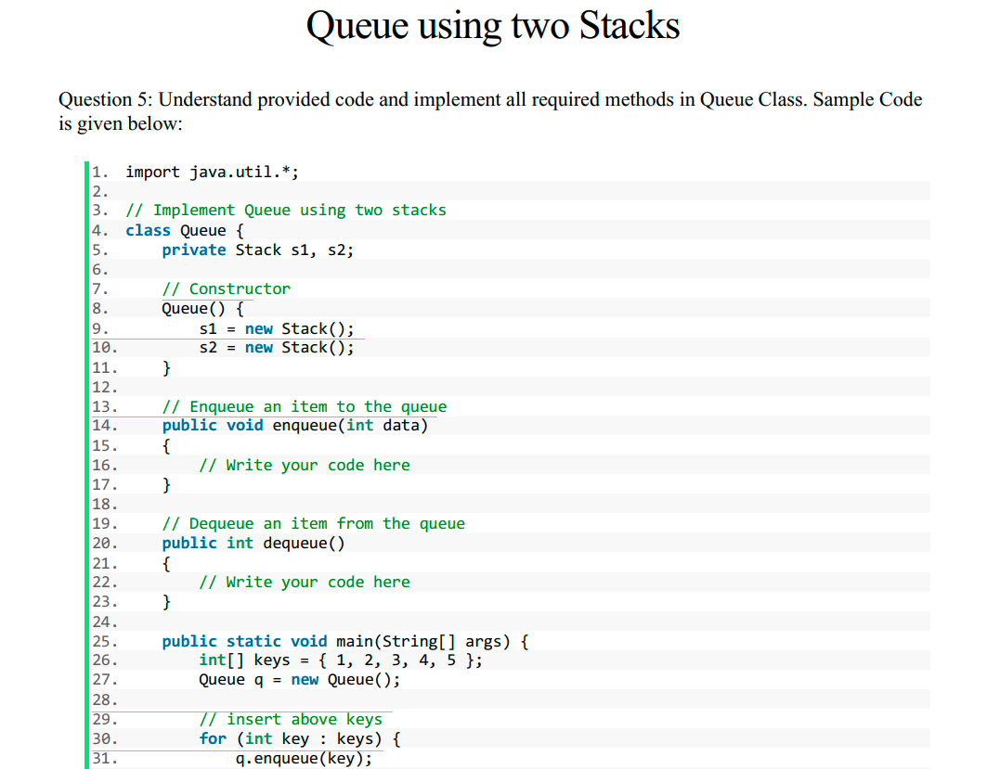 Queue using two Stacks
Question 5: Understand provided code and implement all required methods in Queue Class. Sample Code
is given below:
1. import java.util.*;
2.
3. // Implement Queue using two stacks
4. class Queue {
5.     private Stack s1, s2;
6.
7.     // Constructor
8.     Queue() {
9.         s1 = new Stack();
10.         s2 = new Stack();
11.     }
12.
13.     // Enqueue an item to the queue
14.     public void enqueue(int data)
15.     {
16.         // Write your code here
17.     }
18.
19.     // Dequeue an item from the queue
20.     public int dequeue()
21.     {
22.         // Write your code here
23.     }
24.
25.     public static void main(String[] args) {
26.         int[] keys = { 1, 2, 3, 4, 5 };
27.         Queue q = new Queue();
28.
29.         // insert above keys
30.         for (int key : keys) {
31.             q.enqueue(key);